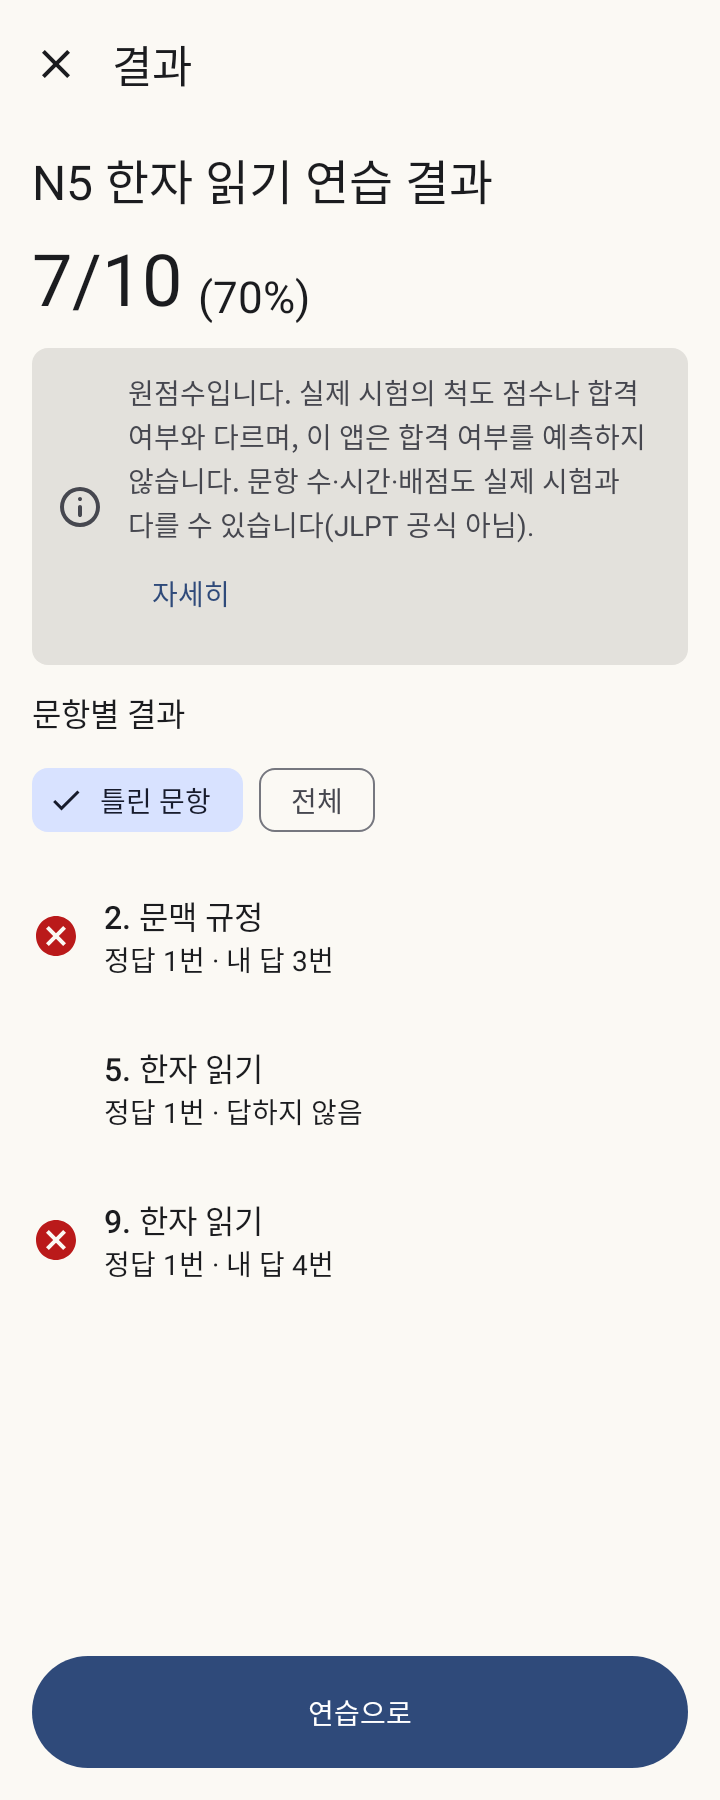 결과
N5 한자 읽기 연습 결과
7/10 (70%)
원점수입니다. 실제 시험의 척도 점수나 합격
여부와 다르며, 이 앱은 합격 여부를 예측하지
않습니다. 문항 수·시간·배점도 실제 시험과
다를 수 있습니다(JLPT 공식 아님).
자세히
문항별 결과
틀린 문항
전체
2. 문맥 규정
정답 1번 · 내 답 3번
5. 한자 읽기
정답 1번 · 답하지 않음
9. 한자 읽기
정답 1번 · 내 답 4번
연습으로